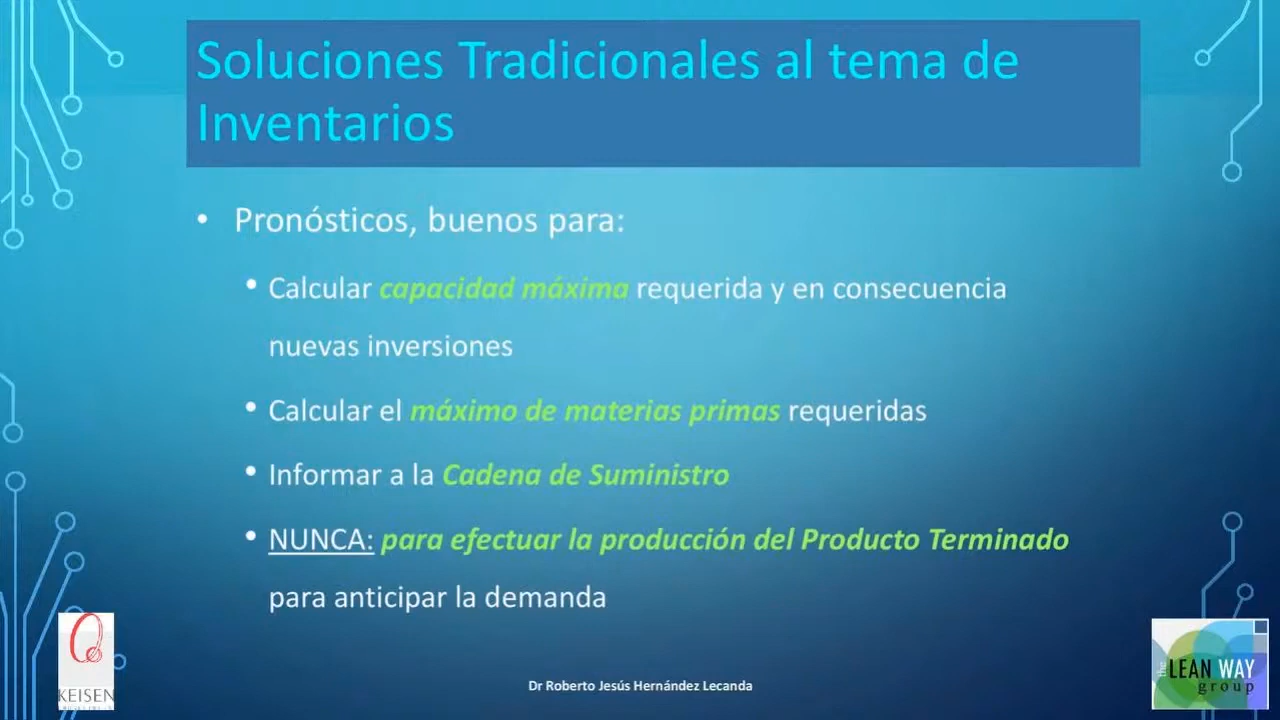 Soluciones Tradicionales al tema de
Inventarios
• Pronósticos, buenos para:
• Calcular capacidad máxima requerida y en consecuencia
nuevas inversiones
• Calcular el máximo de materias primas requeridas
• Informar a la Cadena de Suministro
• NUNCA: para efectuar la producción del Producto Terminado
para anticipar la demanda
KEISEN
Dr Roberto Jesús Hernández Lecanda
the LEAN WAY
group